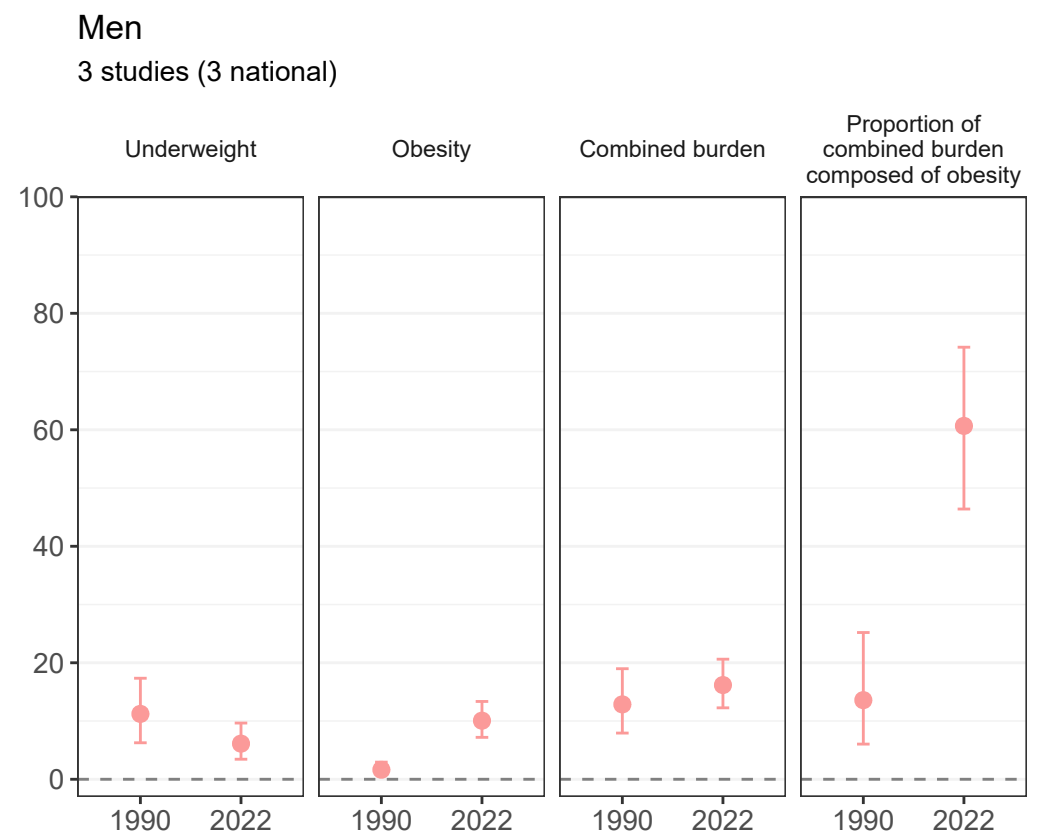 Men
3 studies (3 national)
Underweight
Obesity
Combined burden
Proportion of
combined burden
composed of obesity
100
80
60
40
20
0
1990 2022 1990 2022 1990 2022 1990 2022